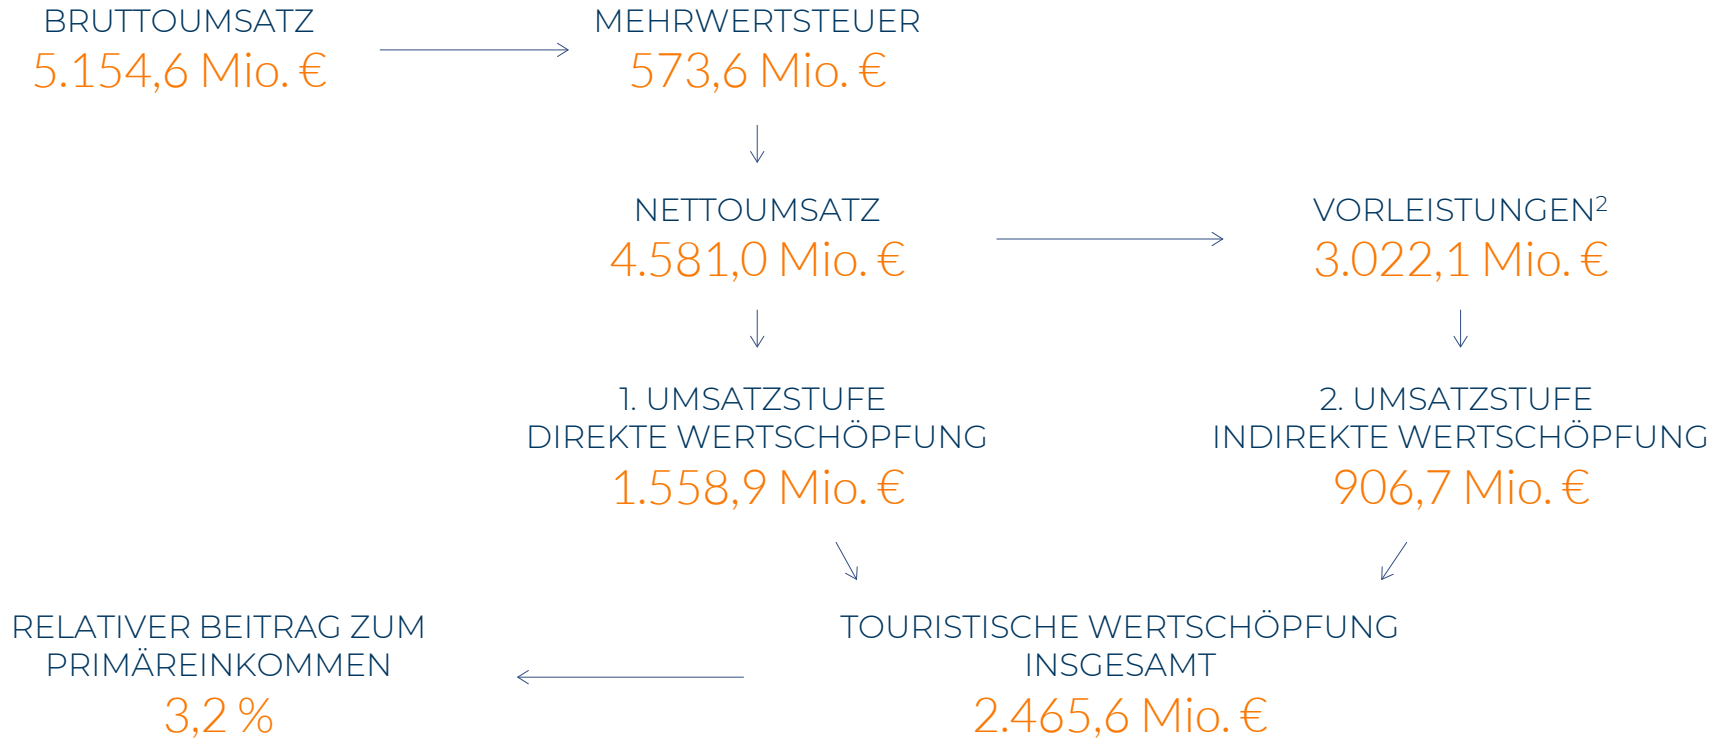 BRUTTOUMSATZ
5.154,6 Mio. €
MEHRWERTSTEUER
573,6 Mio. €
NETTOUMSATZ
4.581,0 Mio. €
VORLEISTUNGEN²
3.022,1 Mio. €
1. UMSATZSTUFE
DIREKTE WERTSCHÖPFUNG
1.558,9 Mio. €
2. UMSATZSTUFE
INDIREKTE WERTSCHÖPFUNG
906,7 Mio. €
RELATIVER BEITRAG ZUM
PRIMÄREINKOMMEN
3,2 %
TOURISTISCHE WERTSCHÖPFUNG
INSGESAMT
2.465,6 Mio. €